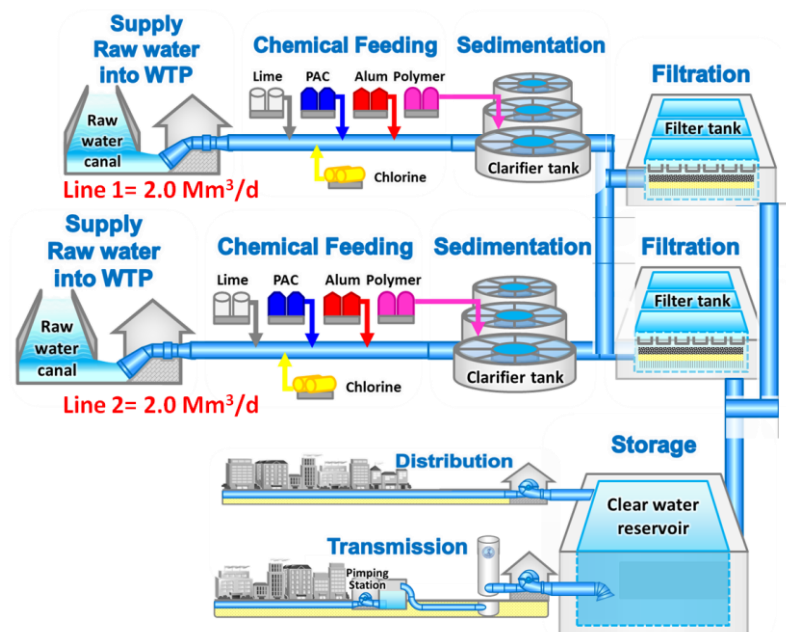 Supply
Raw water
into WTP
Chemical Feeding
Sedimentation
Filtration
Lime
PAC
Alum
Polymer
Raw
water
canal
Filter tank
Clarifier tank
Chlorine
Line 1= 2.0 Mm³/d
Supply
Raw water
into WTP
Chemical Feeding
Sedimentation
Filtration
Lime
PAC
Alum
Polymer
Raw
water
canal
Filter tank
Clarifier tank
Chlorine
Line 2= 2.0 Mm³/d
Distribution
Storage
Clear water
reservoir
Transmission
Pimping
Station